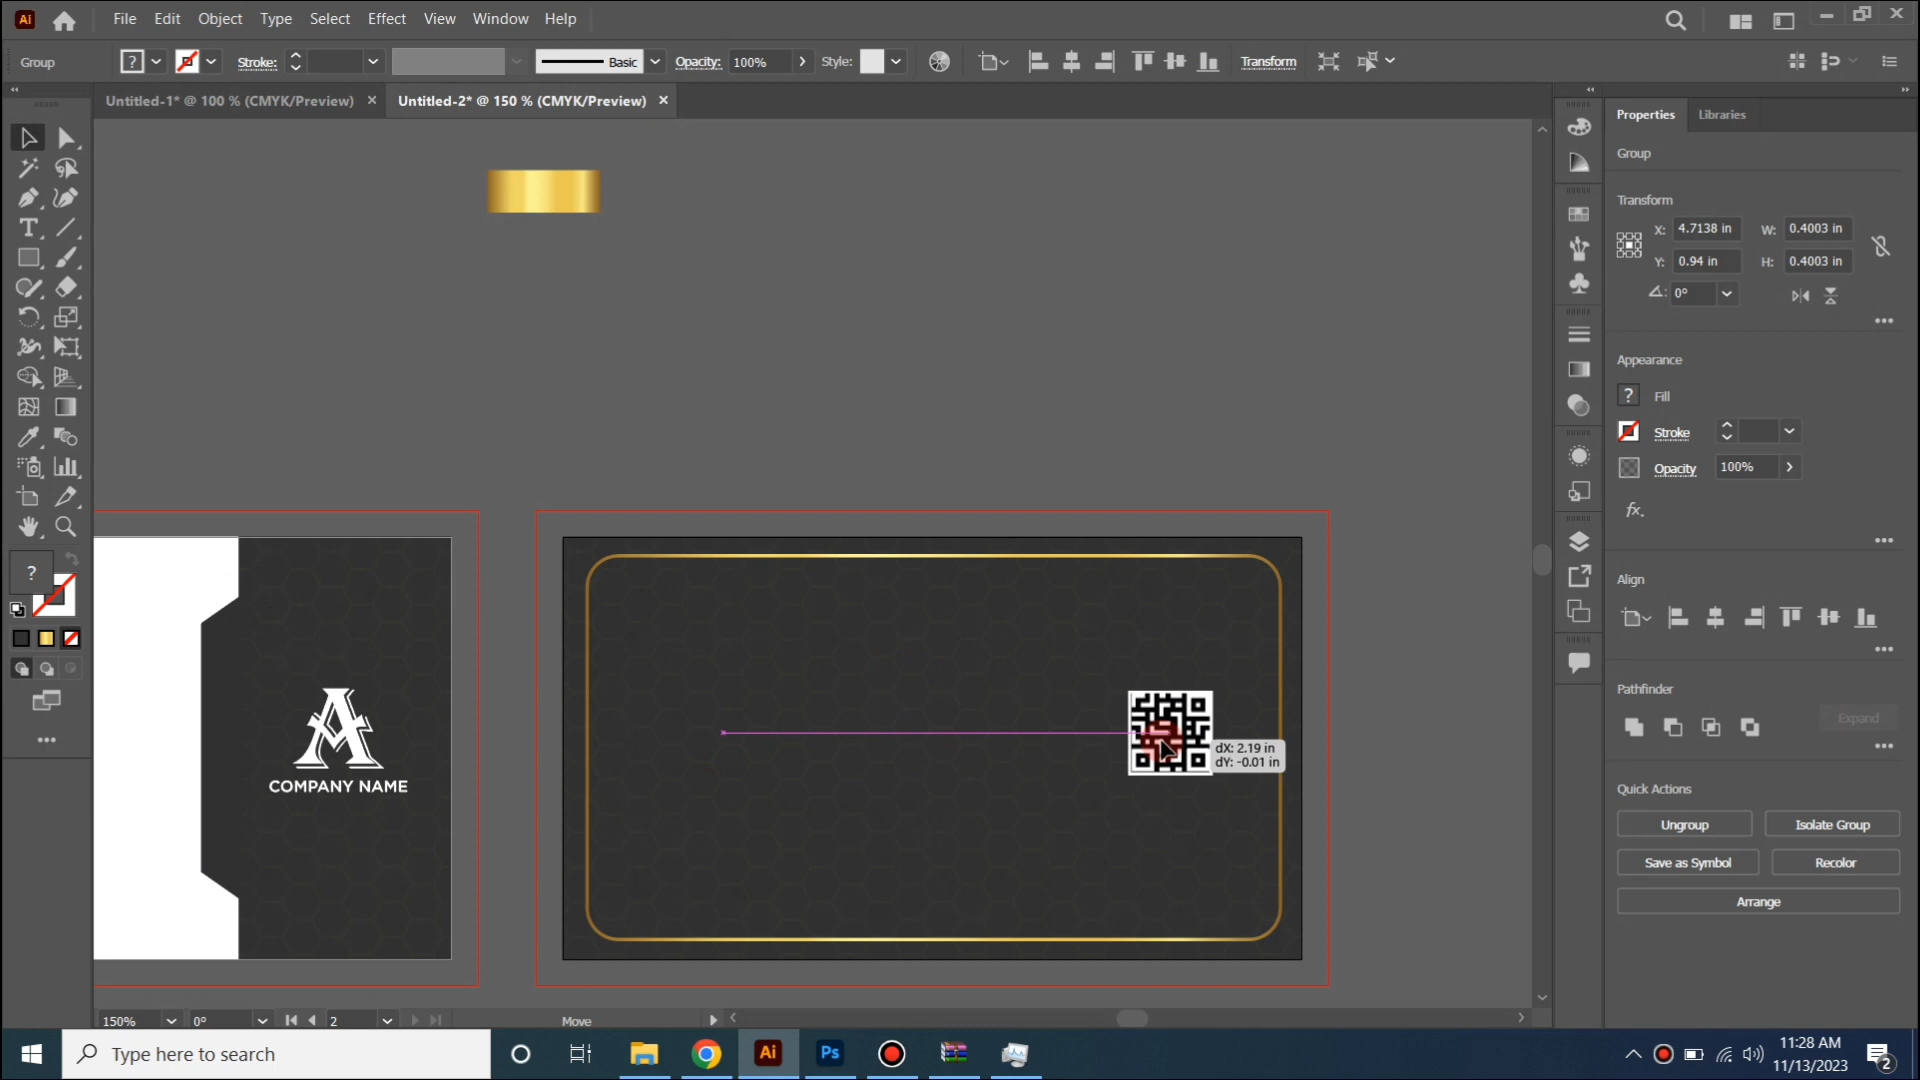 Ai File Edit Object Type Select Effect View Window Help
Group ? Stroke: Basic Opacity: 100% Style: Transform
Untitled-1* @ 100 % (CMYK/Preview) × Untitled-2* @ 150 % (CMYK/Preview) ×
Properties Libraries
Group
Transform
X: 4.7138 in W: 0.4003 in
Y: 0.94 in H: 0.4003 in
0°
Appearance
? Fill
Stroke
Opacity 100%
fx.
Align
Pathfinder
Expand
Quick Actions
Ungroup Isolate Group
Save as Symbol Recolor
Arrange
T
?
A
COMPANY NAME
dX: 2.19 in
dY: -0.01 in
150% 0° 2 Move
Type here to search Ai Ps
11:28 AM
11/13/2023
2